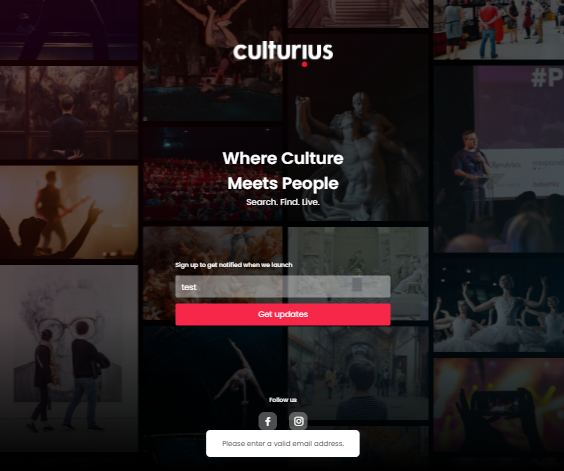 culturius
#P
Where Culture
Meets People
Search. Find. Live.
Sign up to get notified when we launch
test
Get updates
Follow us
Please enter a valid email address.